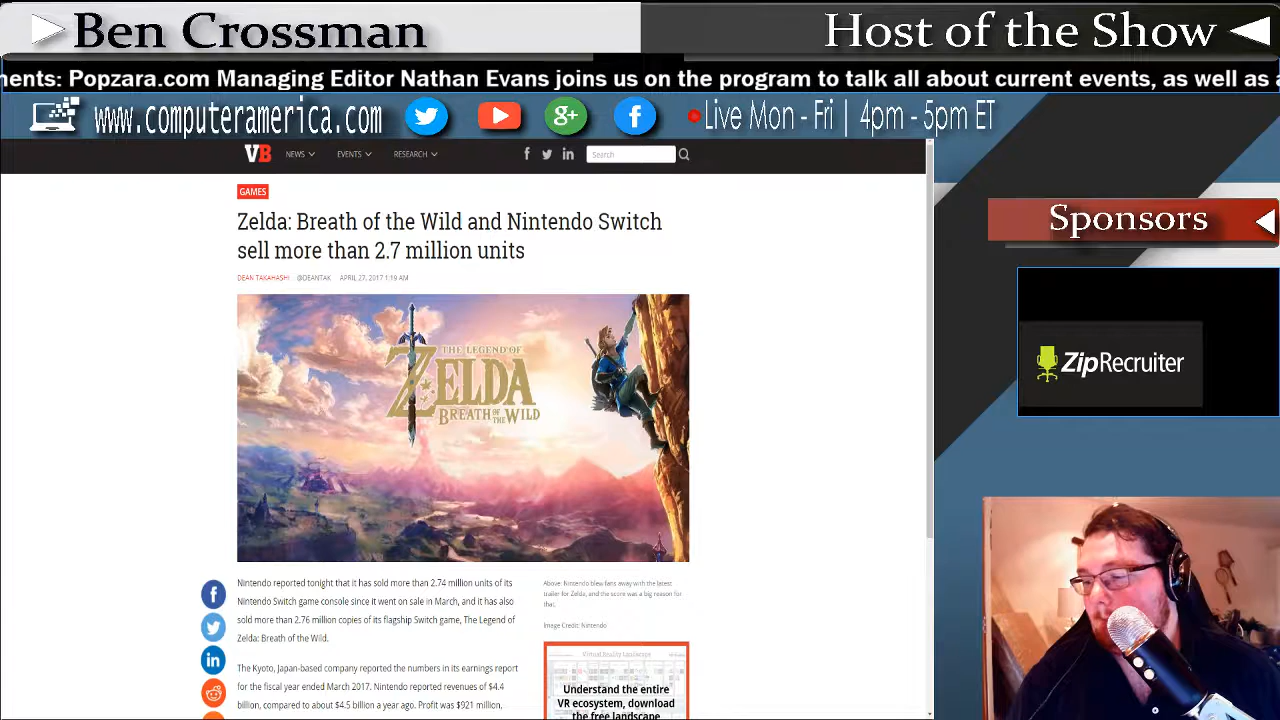 Ben Crossman
Host of the Show
nents: Popzara.com Managing Editor Nathan Evans joins us on the program to talk all about current events, as well as a
www.computeramerica.com
Live Mon - Fri | 4pm - 5pm ET
VB
NEWS
EVENTS
RESEARCH
Search
GAMES
Zelda: Breath of the Wild and Nintendo Switch
sell more than 2.7 million units
DEAN TAKAHASHI @DEANTAK APRIL 27, 2017 1:19 AM
THE LEGEND OF
ZELDA
BREATH OF THE WILD
Nintendo reported tonight that it has sold more than 2.74 million units of its
Nintendo Switch game console since it went on sale in March, and it has also
sold more than 2.76 million copies of its flagship Switch game, The Legend of
Zelda: Breath of the Wild.
The Kyoto, Japan-based company reported the numbers in its earnings report
for the fiscal year ended March 2017. Nintendo reported revenues of $4.4
billion, compared to about $4.5 billion a year ago. Profit was $921 million.
Above: Nintendo blew fans away with the latest
trailer for Zelda, and the score was a big reason for
that.
Image Credit: Nintendo
Virtual Reality Landscape
Understand the entire
VR ecosystem, download
the free landscape
Sponsors
ZipRecruiter